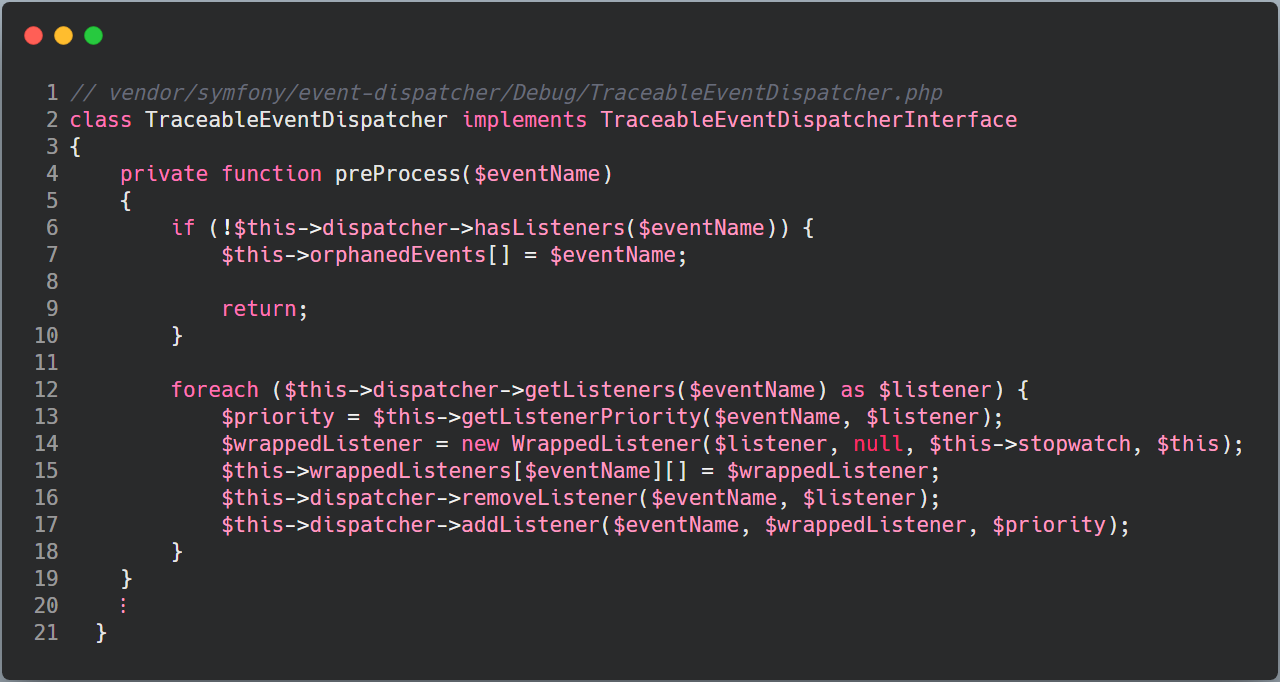 1 // vendor/symfony/event-dispatcher/Debug/TraceableEventDispatcher.php
2 class TraceableEventDispatcher implements TraceableEventDispatcherInterface
3 {
4     private function preProcess($eventName)
5     {
6         if (!$this->dispatcher->hasListeners($eventName)) {
7             $this->orphanedEvents[] = $eventName;
8
9             return;
10         }
11
12         foreach ($this->dispatcher->getListeners($eventName) as $listener) {
13             $priority = $this->getListenerPriority($eventName, $listener);
14             $wrappedListener = new WrappedListener($listener, null, $this->stopwatch, $this);
15             $this->wrappedListeners[$eventName][] = $wrappedListener;
16             $this->dispatcher->removeListener($eventName, $listener);
17             $this->dispatcher->addListener($eventName, $wrappedListener, $priority);
18         }
19     }
20     ⋮
21   }